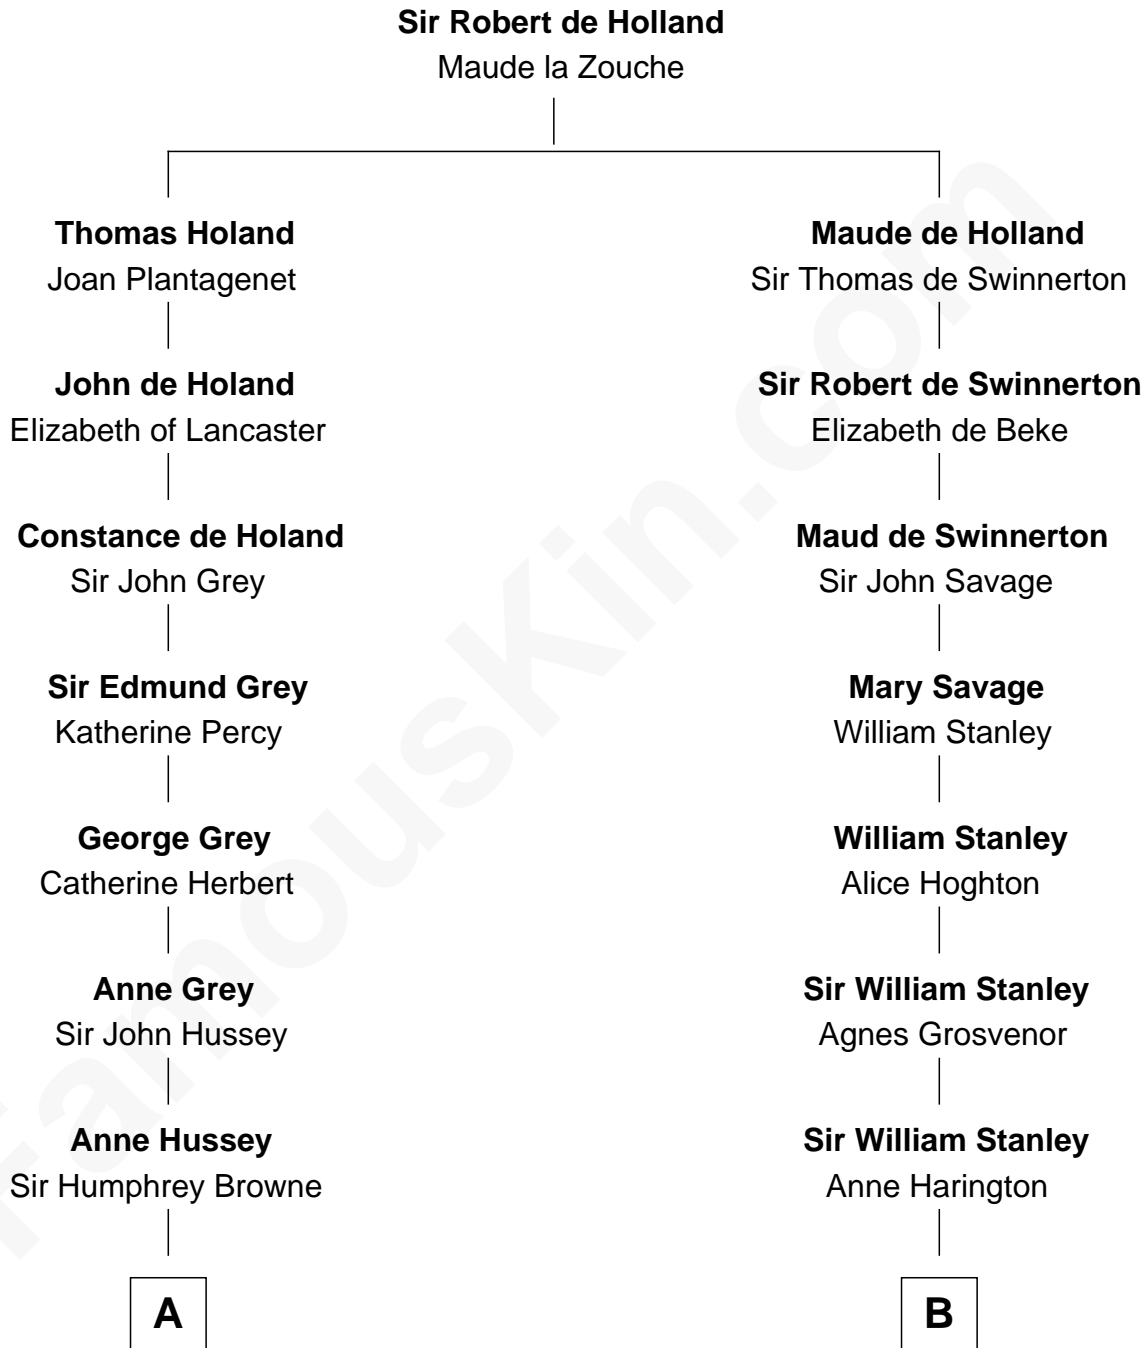 Sir Robert de Holland
Maude la Zouche
Thomas Holand
Joan Plantagenet
John de Holand
Elizabeth of Lancaster
Constance de Holand
Sir John Grey
Sir Edmund Grey
Katherine Percy
George Grey
Catherine Herbert
Anne Grey
Sir John Hussey
Anne Hussey
Sir Humphrey Browne
A
Maude de Holland
Sir Thomas de Swinnerton
Sir Robert de Swinnerton
Elizabeth de Beke
Maud de Swinnerton
Sir John Savage
Mary Savage
William Stanley
William Stanley
Alice Hoghton
Sir William Stanley
Agnes Grosvenor
Sir William Stanley
Anne Harington
B
FamousKin.com